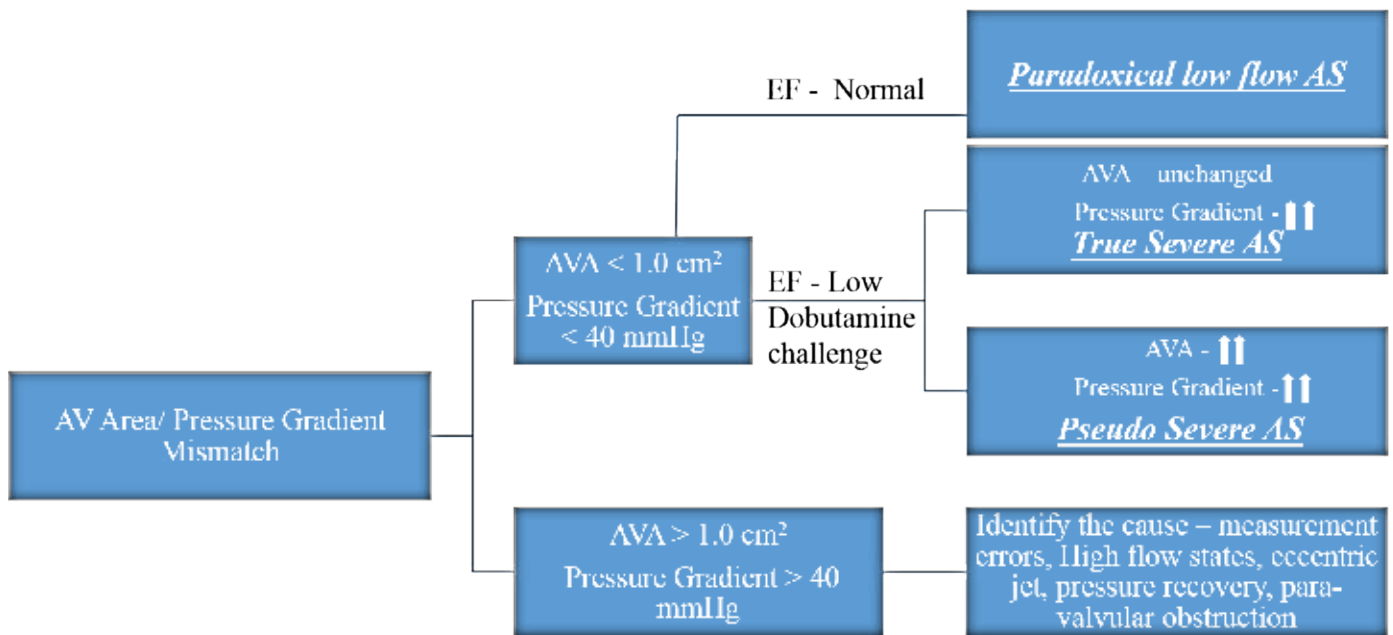 AV Area/ Pressure Gradient
Mismatch
AVA < 1.0 cm²
Pressure Gradient
< 40 mmHg
EF - Normal
Paradoxical low flow AS
EF - Low
Dobutamine
challenge
AVA unchanged
Pressure Gradient - ⬆⬆
True Severe AS
AVA - ⬆⬆
Pressure Gradient - ⬆⬆
Pseudo Severe AS
AVA > 1.0 cm²
Pressure Gradient > 40
mmHg
Identify the cause – measurement
errors, High flow states, eccentric
jet, pressure recovery, para-
valvular obstruction